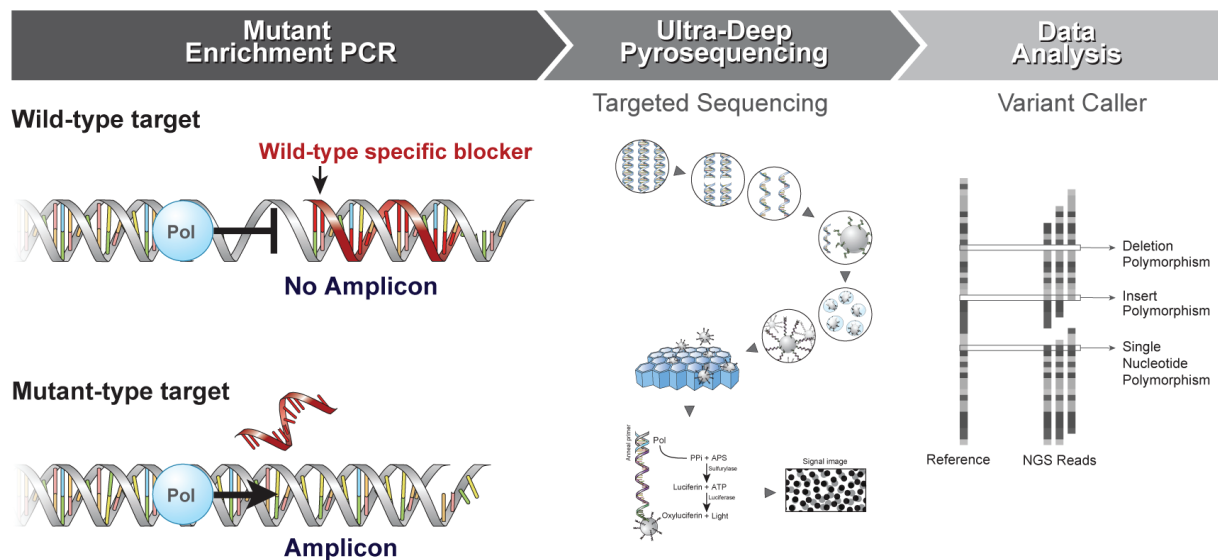 Mutant
Enrichment PCR
Ultra-Deep
Pyrosequencing
Data
Analysis
Wild-type target
Wild-type specific blocker
Pol
No Amplicon
Mutant-type target
Pol
Amplicon
Targeted Sequencing
Anneal primer
Pol
PPi + APS
Sulfurylase
Luciferin + ATP
Luciferase
Oxyluciferin + Light
Signal image
Variant Caller
Deletion
Polymorphism
Insert
Polymorphism
Single
Nucleotide
Polymorphism
Reference
NGS Reads